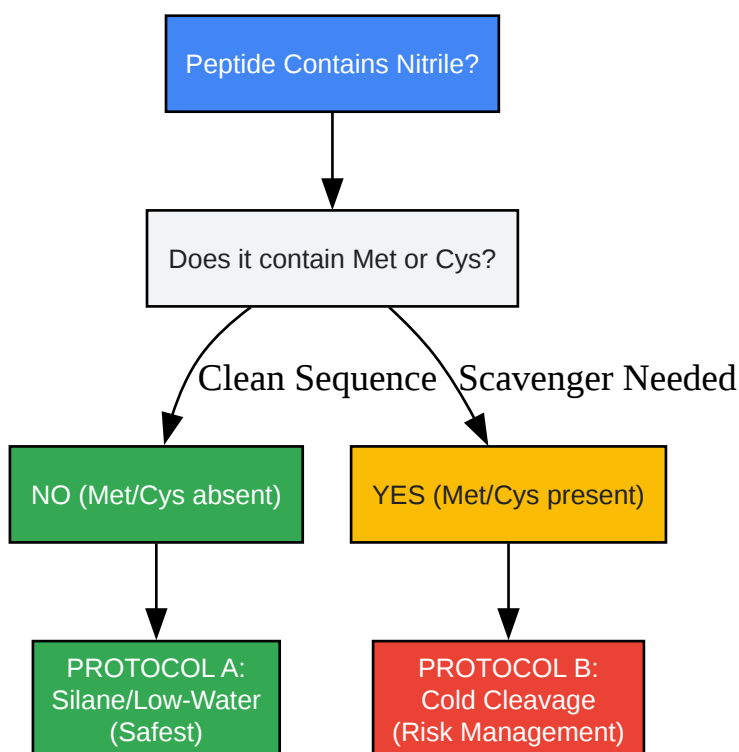 Peptide Contains Nitrile?
Does it contain Met or Cys?
Clean Sequence
Scavenger Needed
NO (Met/Cys absent)
YES (Met/Cys present)
PROTOCOL A:
Silane/Low-Water
(Safest)
PROTOCOL B:
Cold Cleavage
(Risk Management)